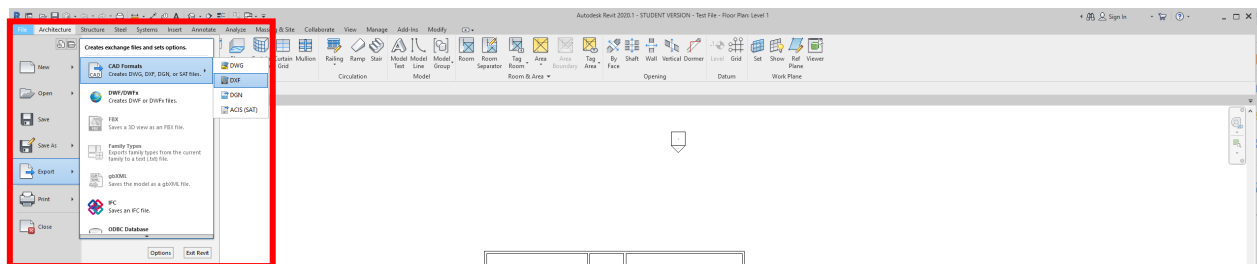 Autodesk Revit 2020.1 - STUDENT VERSION - Test File - Floor Plan: Level 1
Sign In
File Architecture Structure Steel Systems Insert Annotate Analyze Massing & Site Collaborate View Manage Add-Ins Modify
Creates exchange files and sets options.
New
Open
Save
Save As
Export
Print
Close
CAD Formats
Creates DWG, DXF, DGN, or SAT files.
DWF/DWFx
Creates DWF or DWFx files.
FBX
Saves a 3D view as an FBX file.
Family Types
Exports family types from the current
family to a text (.txt) file.
gbXML
Saves the model as a gbXML file.
IFC
Saves an IFC file.
ODBC Database
Options Exit Revit
DWG
DXF
DGN
ACIS (SAT)
Curtain Grid
Mullion
Railing Ramp Stair
Circulation
Model Text
Model Line
Model Group
Model
Room
Room Separator
Tag Room
Area
Area Boundary
Tag Area
Room & Area
By Face
Shaft Wall Vertical Dormer
Opening
Level Grid
Datum
Set Show Ref Plane Viewer
Work Plane